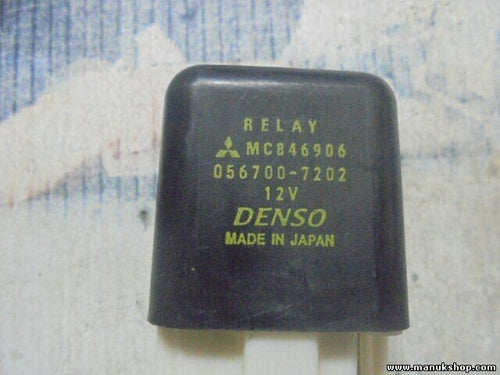 RELAY
MC846906
056700-7202
12V
DENSO
MADE IN JAPAN
www.manukshop.com